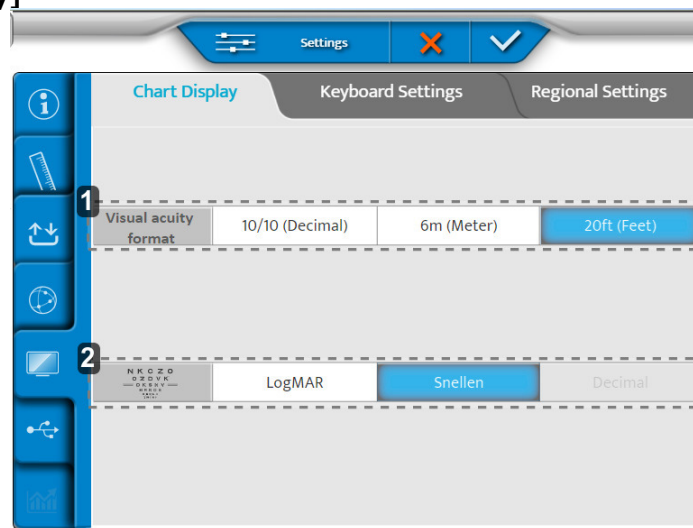 Settings
Chart Display
Keyboard Settings
Regional Settings
1
Visual acuity
format
10/10 (Decimal)
6m (Meter)
20ft (Feet)
2
N K C Z O
O Z D V K
LogMAR
Snellen
Decimal